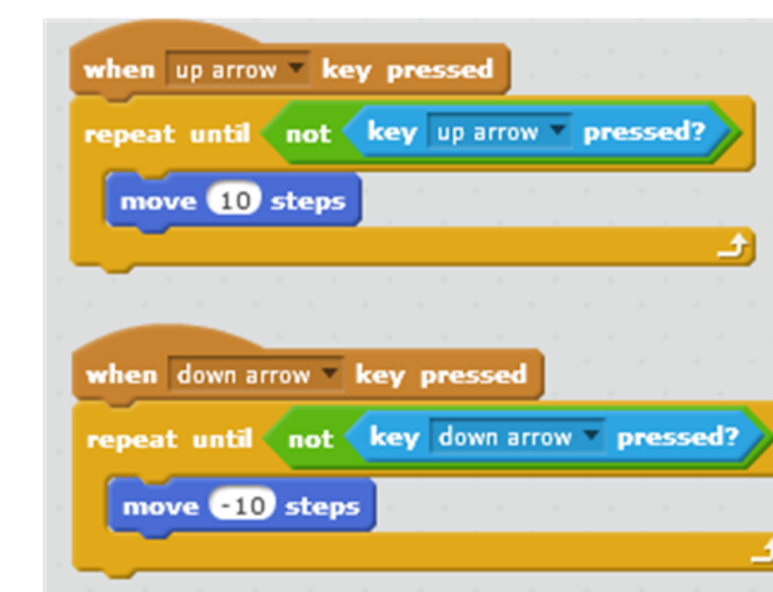 when up arrow key pressed
repeat until not key up arrow pressed?
move 10 steps
when down arrow key pressed
repeat until not key down arrow pressed?
move -10 steps